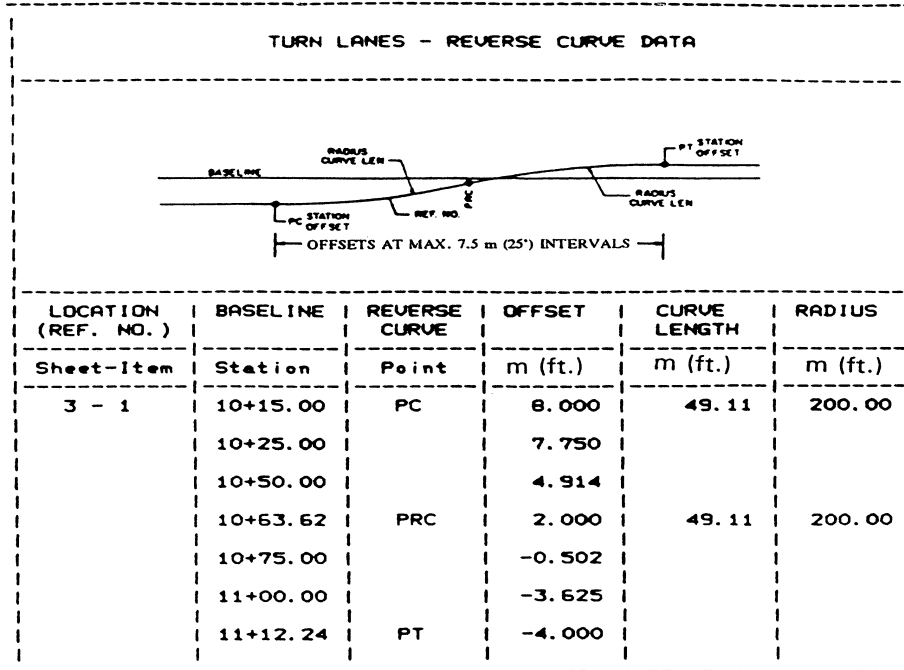 TURN LANES - REVERSE CURVE DATA
RADIUS
CURVE LEN
BASELINE
PRC
PT STATION
OFFSET
RADIUS
CURVE LEN
PC STATION
OFFSET
REF. NO.
OFFSETS AT MAX. 7.5 m (25') INTERVALS
LOCATION BASELINE REVERSE OFFSET CURVE RADIUS
(REF. NO.) CURVE LENGTH
Sheet-Item Station Point m (ft.) m (ft.) m (ft.)
3 - 1 10+15.00 PC 8.000 49.11 200.00
10+25.00 7.750
10+50.00 4.914
10+63.62 PRC 2.000 49.11 200.00
10+75.00 -0.502
11+00.00 -3.625
11+12.24 PT -4.000